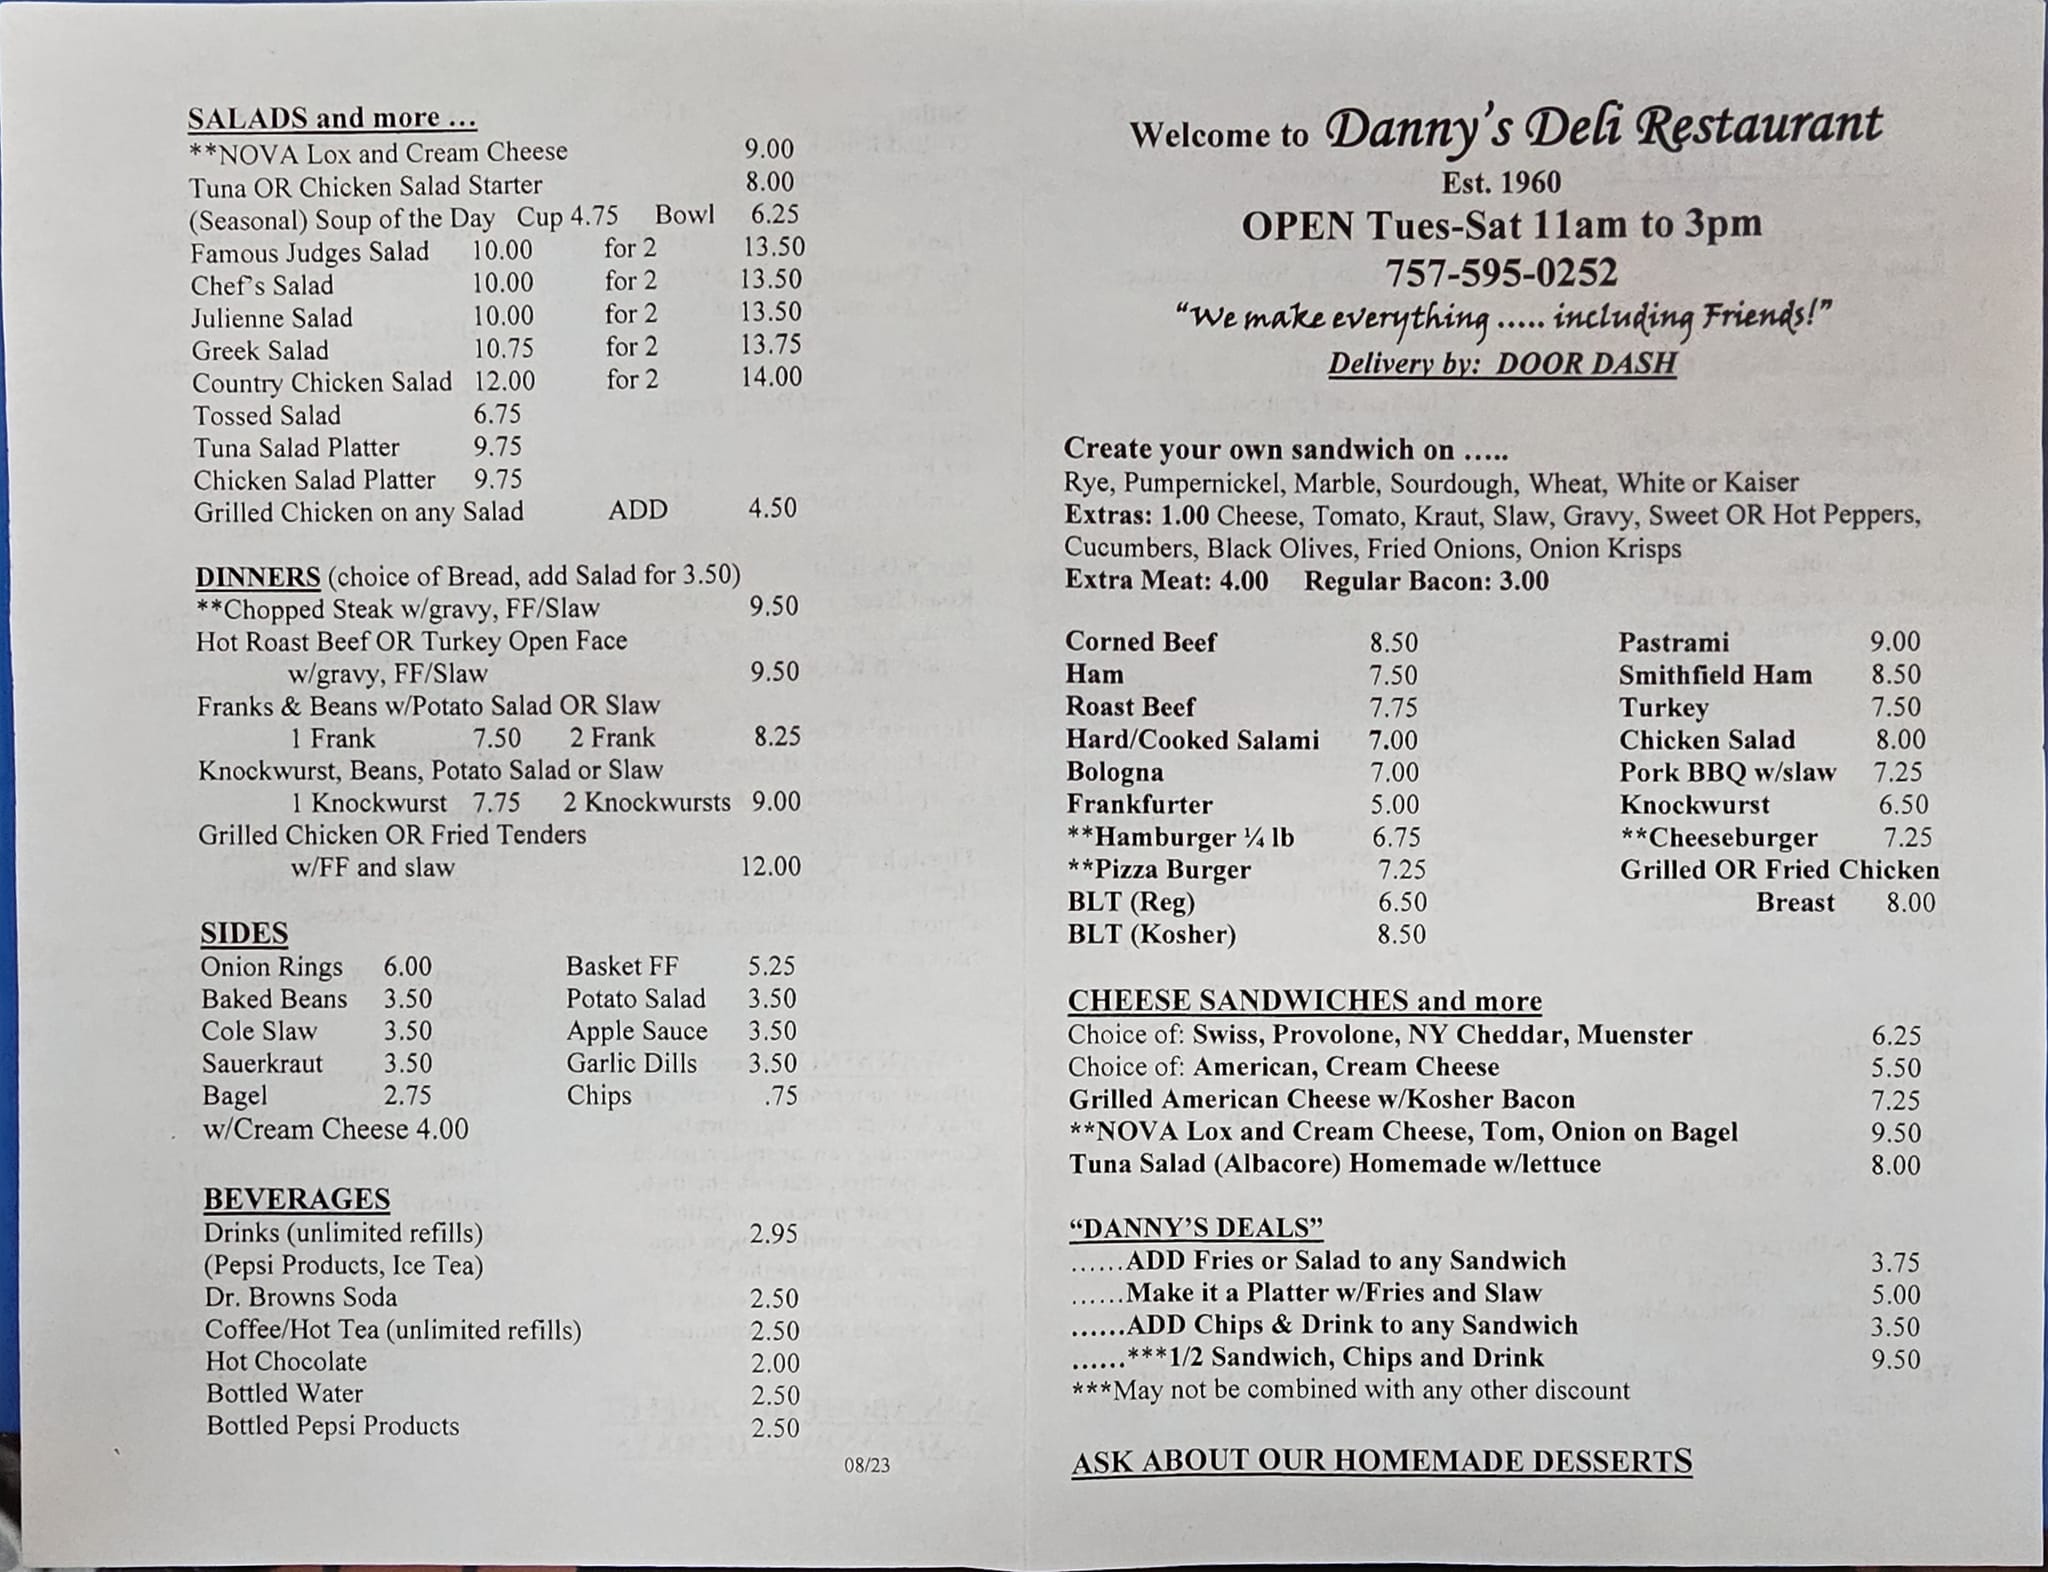 SALADS and more …
**NOVA Lox and Cream Cheese 9.00
Tuna OR Chicken Salad Starter 8.00
(Seasonal) Soup of the Day Cup 4.75 Bowl 6.25
Famous Judges Salad 10.00 for 2 13.50
Chef's Salad 10.00 for 2 13.50
Julienne Salad 10.00 for 2 13.50
Greek Salad 10.75 for 2 13.75
Country Chicken Salad 12.00 for 2 14.00
Tossed Salad 6.75
Tuna Salad Platter 9.75
Chicken Salad Platter 9.75
Grilled Chicken on any Salad ADD 4.50
DINNERS (choice of Bread, add Salad for 3.50)
**Chopped Steak w/gravy, FF/Slaw 9.50
Hot Roast Beef OR Turkey Open Face
w/gravy, FF/Slaw 9.50
Franks & Beans w/Potato Salad OR Slaw
1 Frank 7.50 2 Frank 8.25
Knockwurst, Beans, Potato Salad or Slaw
1 Knockwurst 7.75 2 Knockwursts 9.00
Grilled Chicken OR Fried Tenders
w/FF and slaw 12.00
SIDES
Onion Rings 6.00 Basket FF 5.25
Baked Beans 3.50 Potato Salad 3.50
Cole Slaw 3.50 Apple Sauce 3.50
Sauerkraut 3.50 Garlic Dills 3.50
Bagel 2.75 Chips .75
w/Cream Cheese 4.00
BEVERAGES
Drinks (unlimited refills) 2.95
(Pepsi Products, Ice Tea)
Dr. Browns Soda 2.50
Coffee/Hot Tea (unlimited refills) 2.50
Hot Chocolate 2.00
Bottled Water 2.50
Bottled Pepsi Products 2.50
08/23
Welcome to Danny's Deli Restaurant
Est. 1960
OPEN Tues-Sat 11am to 3pm
757-595-0252
"We make everything ..... including Friends!"
Delivery by: DOOR DASH
Create your own sandwich on …..
Rye, Pumpernickel, Marble, Sourdough, Wheat, White or Kaiser
Extras: 1.00 Cheese, Tomato, Kraut, Slaw, Gravy, Sweet OR Hot Peppers,
Cucumbers, Black Olives, Fried Onions, Onion Krisps
Extra Meat: 4.00 Regular Bacon: 3.00
Corned Beef 8.50 Pastrami 9.00
Ham 7.50 Smithfield Ham 8.50
Roast Beef 7.75 Turkey 7.50
Hard/Cooked Salami 7.00 Chicken Salad 8.00
Bologna 7.00 Pork BBQ w/slaw 7.25
Frankfurter 5.00 Knockwurst 6.50
**Hamburger ¼ lb 6.75 **Cheeseburger 7.25
**Pizza Burger 7.25 Grilled OR Fried Chicken
BLT (Reg) 6.50 Breast 8.00
BLT (Kosher) 8.50
CHEESE SANDWICHES and more
Choice of: Swiss, Provolone, NY Cheddar, Muenster 6.25
Choice of: American, Cream Cheese 5.50
Grilled American Cheese w/Kosher Bacon 7.25
**NOVA Lox and Cream Cheese, Tom, Onion on Bagel 9.50
Tuna Salad (Albacore) Homemade w/lettuce 8.00
"DANNY'S DEALS"
……ADD Fries or Salad to any Sandwich 3.75
……Make it a Platter w/Fries and Slaw 5.00
……ADD Chips & Drink to any Sandwich 3.50
……***1/2 Sandwich, Chips and Drink 9.50
***May not be combined with any other discount
ASK ABOUT OUR HOMEMADE DESSERTS